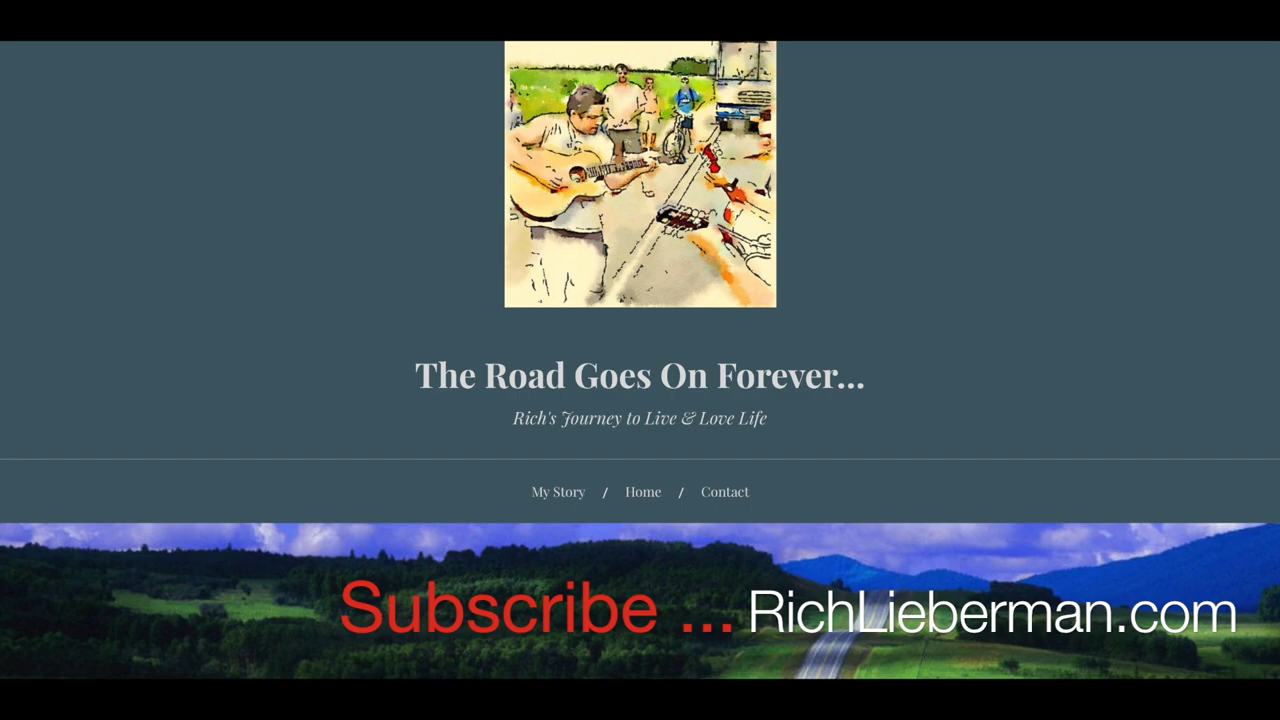 The Road Goes On Forever...
Rich's Journey to Live & Love Life
My Story / Home / Contact
Subscribe ... RichLieberman.com